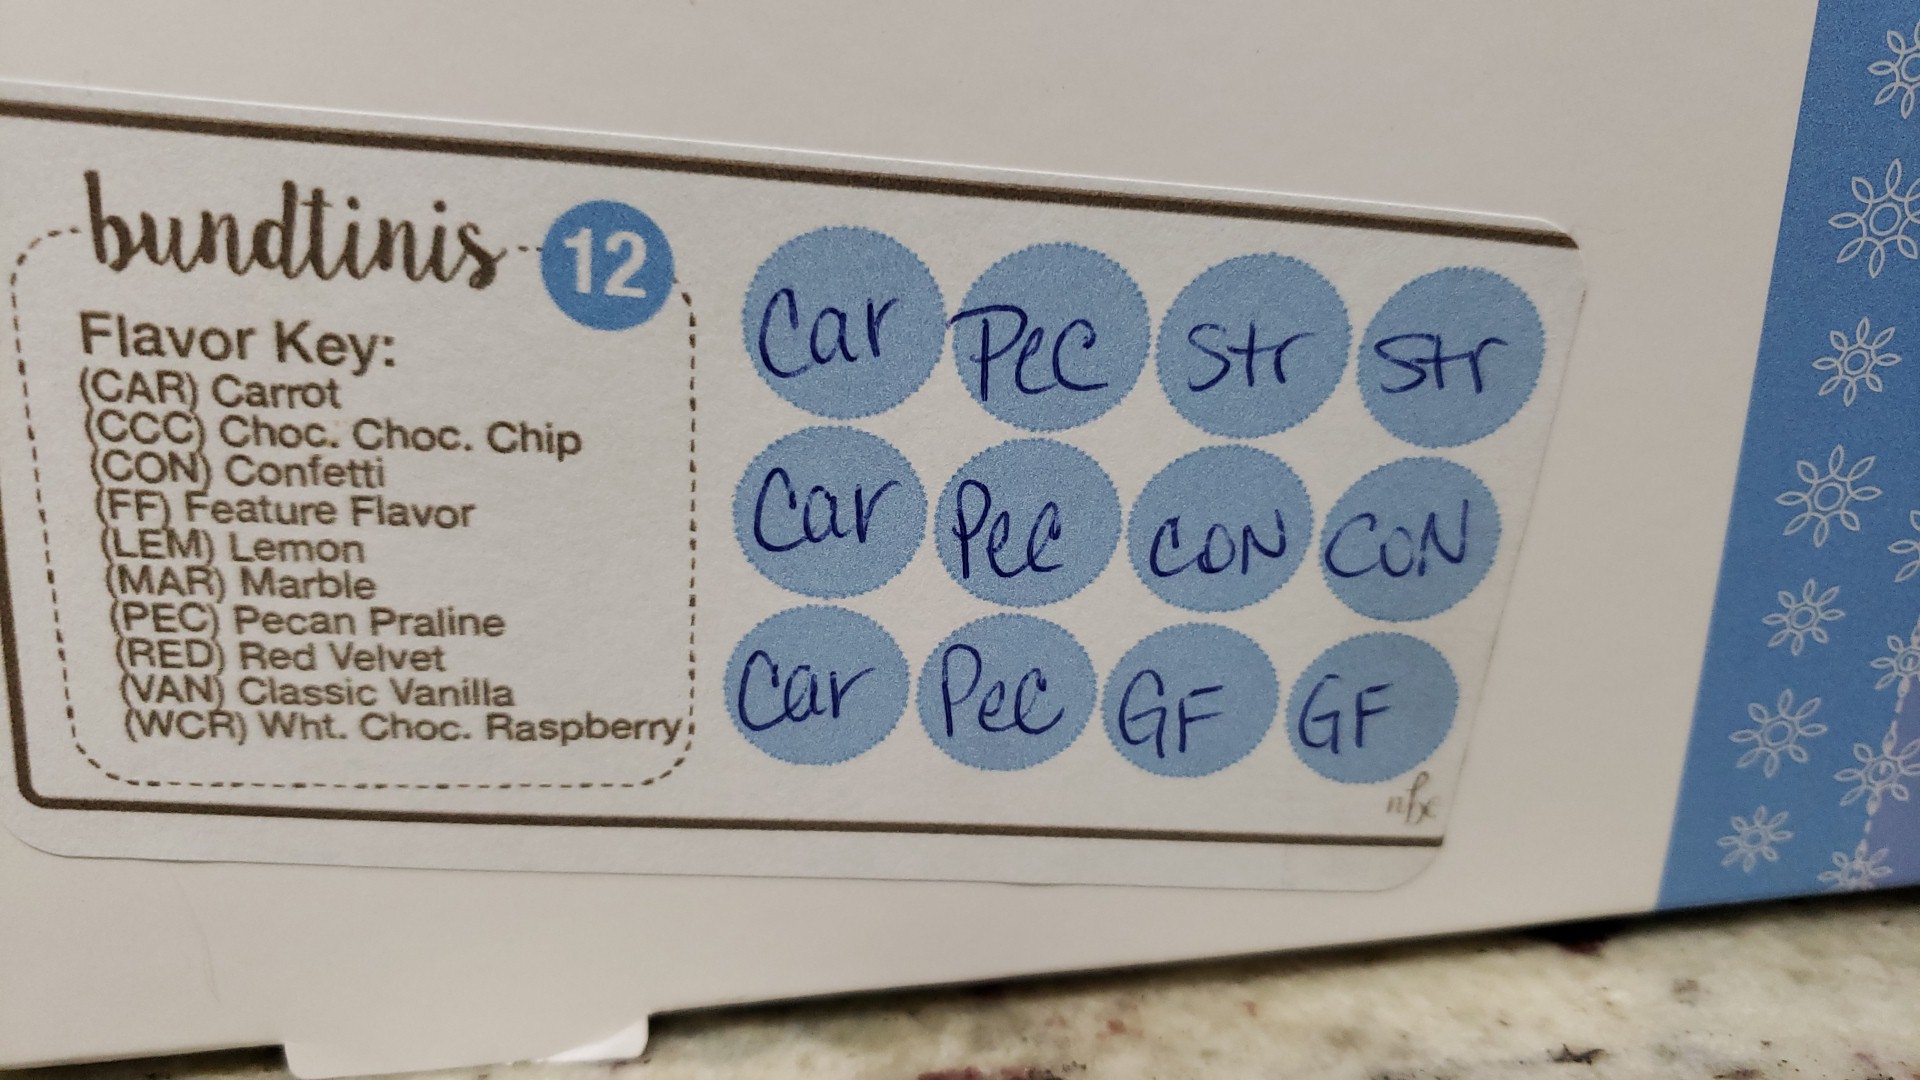 bundtinis 12
Flavor Key:
(CAR) Carrot
(CCC) Choc. Choc. Chip
(CON) Confetti
(FF) Feature Flavor
(LEM) Lemon
(MAR) Marble
(PEC) Pecan Praline
(RED) Red Velvet
(VAN) Classic Vanilla
(WCR) Wht. Choc. Raspberry
Car Pec Str Str
Car Pec CON CON
Car Pec GF GF
nbc